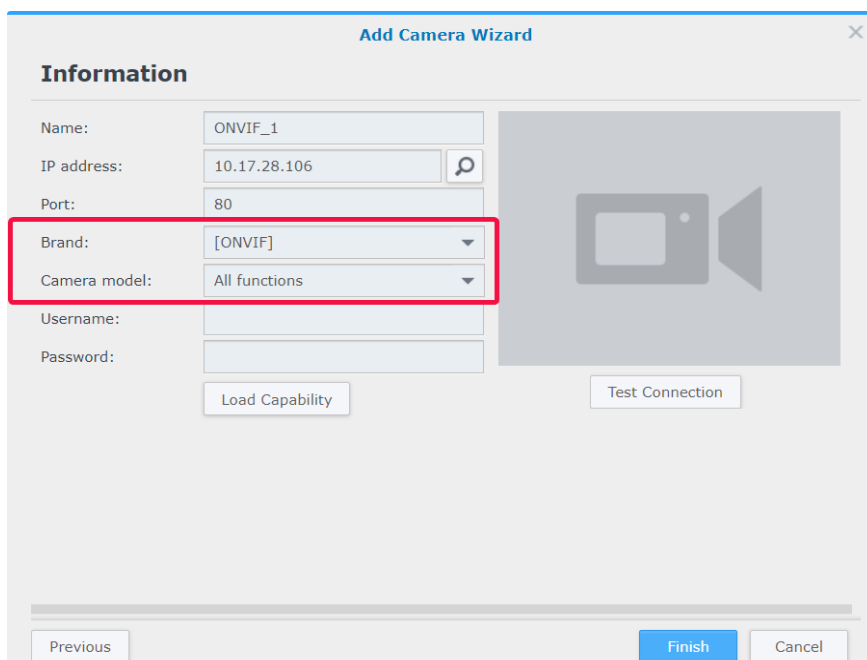 Add Camera Wizard
Information
Name: ONVIF_1
IP address: 10.17.28.106
Port: 80
Brand: [ONVIF]
Camera model: All functions
Username:
Password:
Load Capability
Test Connection
Previous Finish Cancel